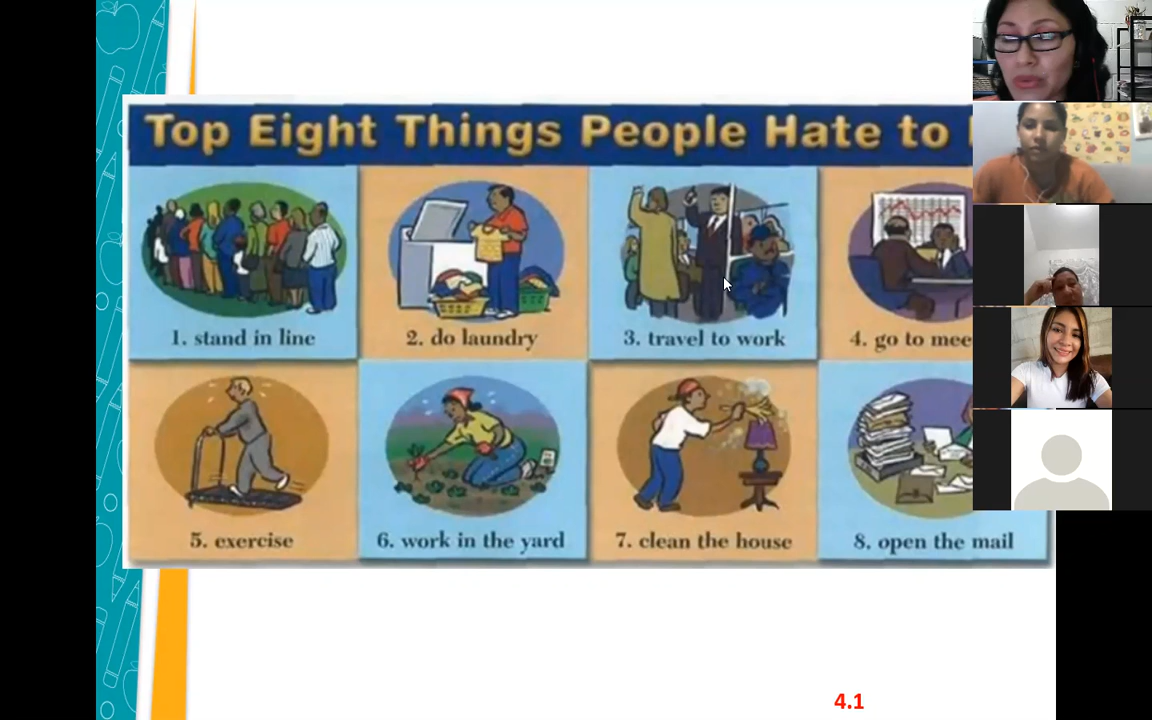 Top Eight Things People Hate to
1. stand in line
2. do laundry
3. travel to work
4. go to mee
5. exercise
6. work in the yard
7. clean the house
8. open the mail
4.1